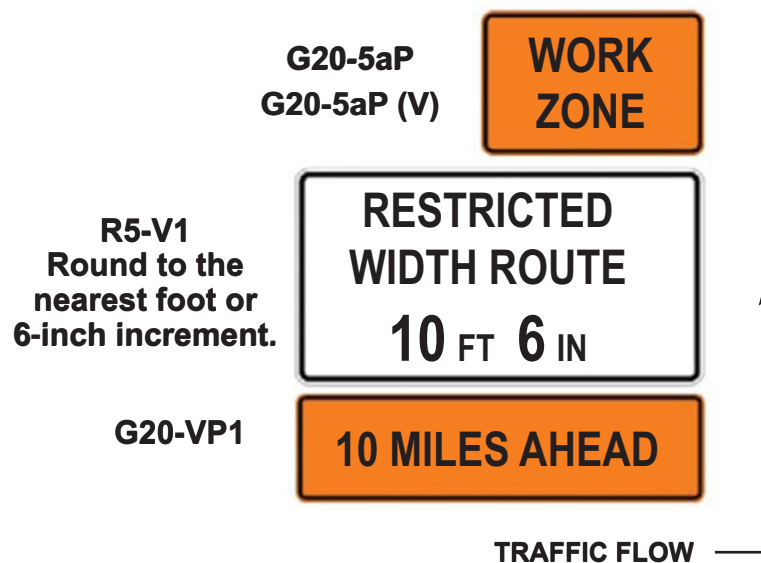 G20-5aP
G20-5aP (V)
WORK
ZONE
R5-V1
Round to the
nearest foot or
6-inch increment.
RESTRICTED
WIDTH ROUTE
10 FT 6 IN
G20-VP1
10 MILES AHEAD
TRAFFIC FLOW